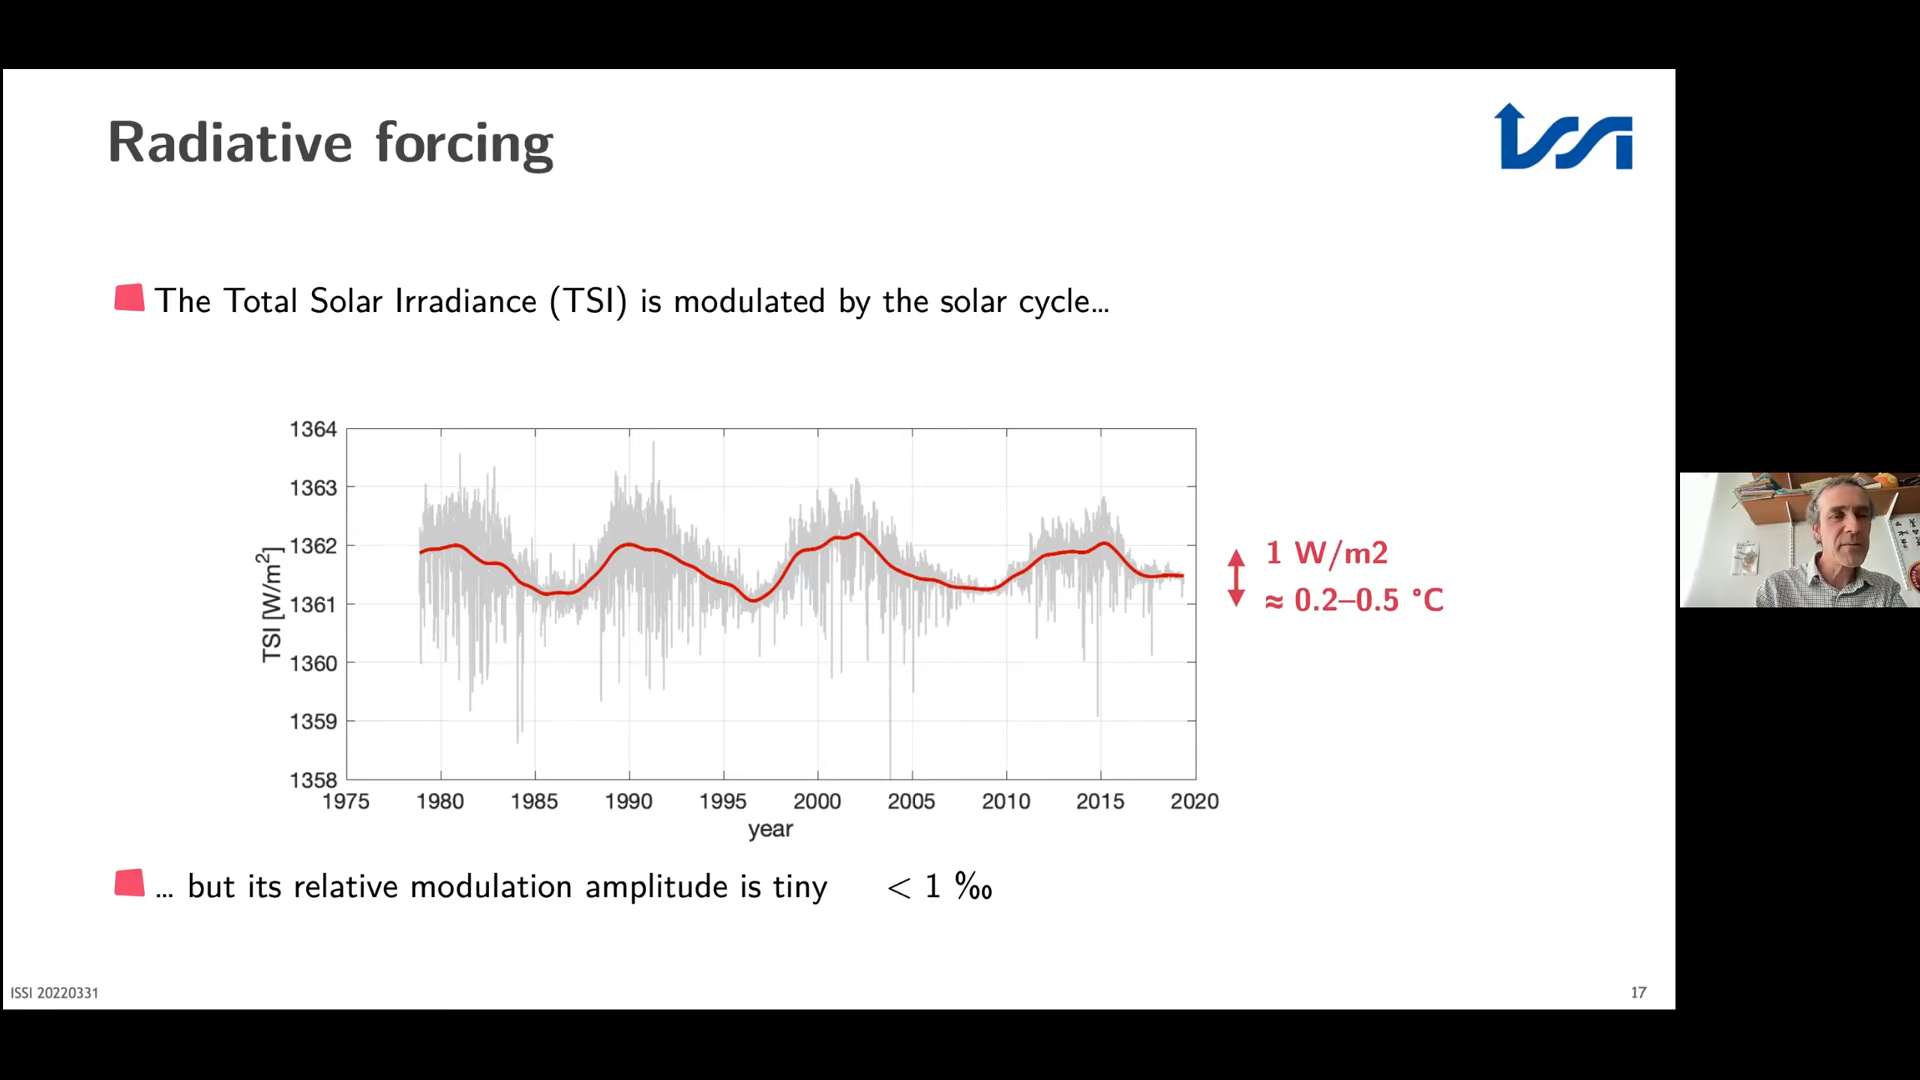 Radiative forcing
ISSI
The Total Solar Irradiance (TSI) is modulated by the solar cycle...
1364
1363
1362
1361
1360
1359
1358
TSI [W/m²]
1975 1980 1985 1990 1995 2000 2005 2010 2015 2020
year
1 W/m2
≈ 0.2–0.5 °C
... but its relative modulation amplitude is tiny < 1 ‰
ISSI 20220331
17